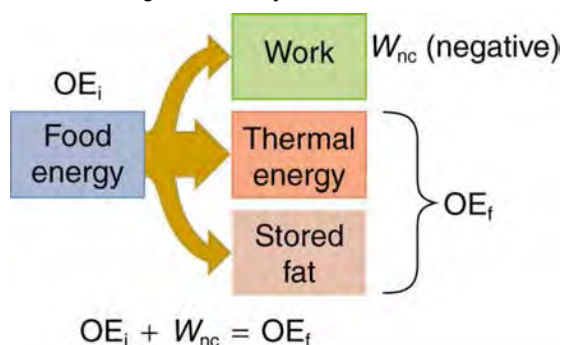 Work
W_nc (negative)
OE_i
Food
energy
Thermal
energy
OE_f
Stored
fat
OE_i + W_nc = OE_f